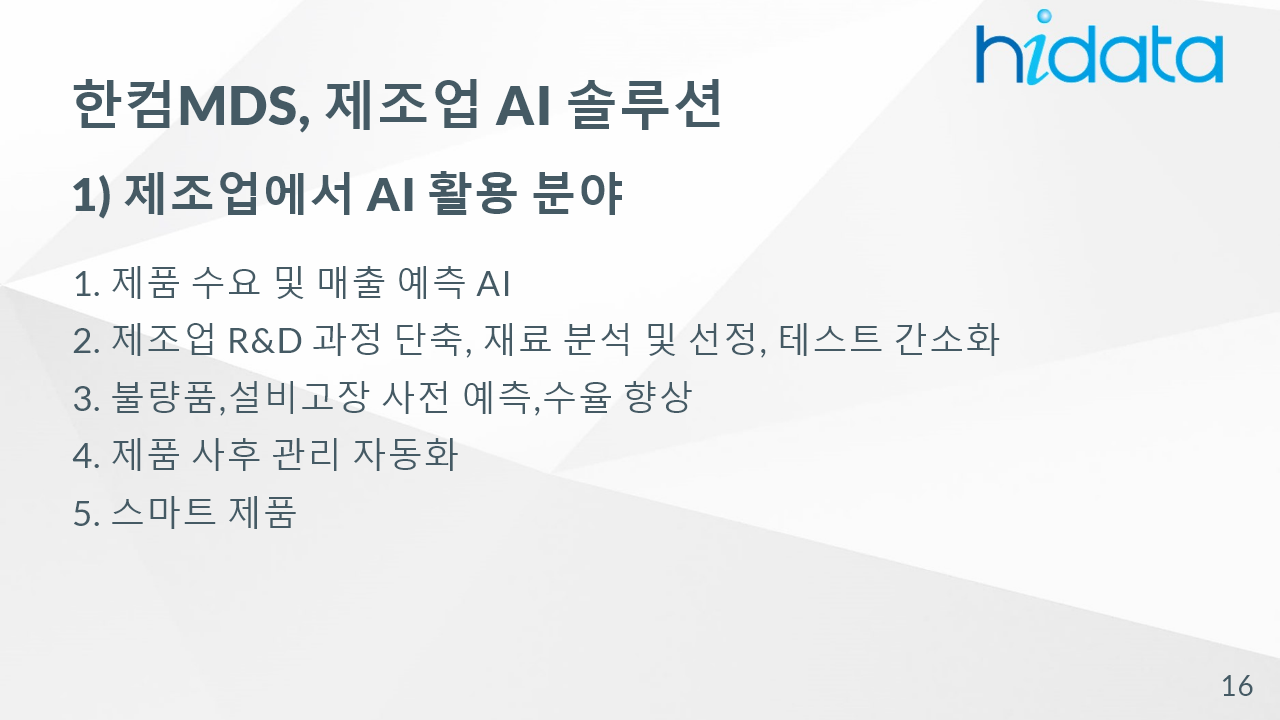 hidata
한컴MDS, 제조업 AI 솔루션
1) 제조업에서 AI 활용 분야
1. 제품 수요 및 매출 예측 AI
2. 제조업 R&D 과정 단축, 재료 분석 및 선정, 테스트 간소화
3. 불량품,설비고장 사전 예측,수율 향상
4. 제품 사후 관리 자동화
5. 스마트 제품
16